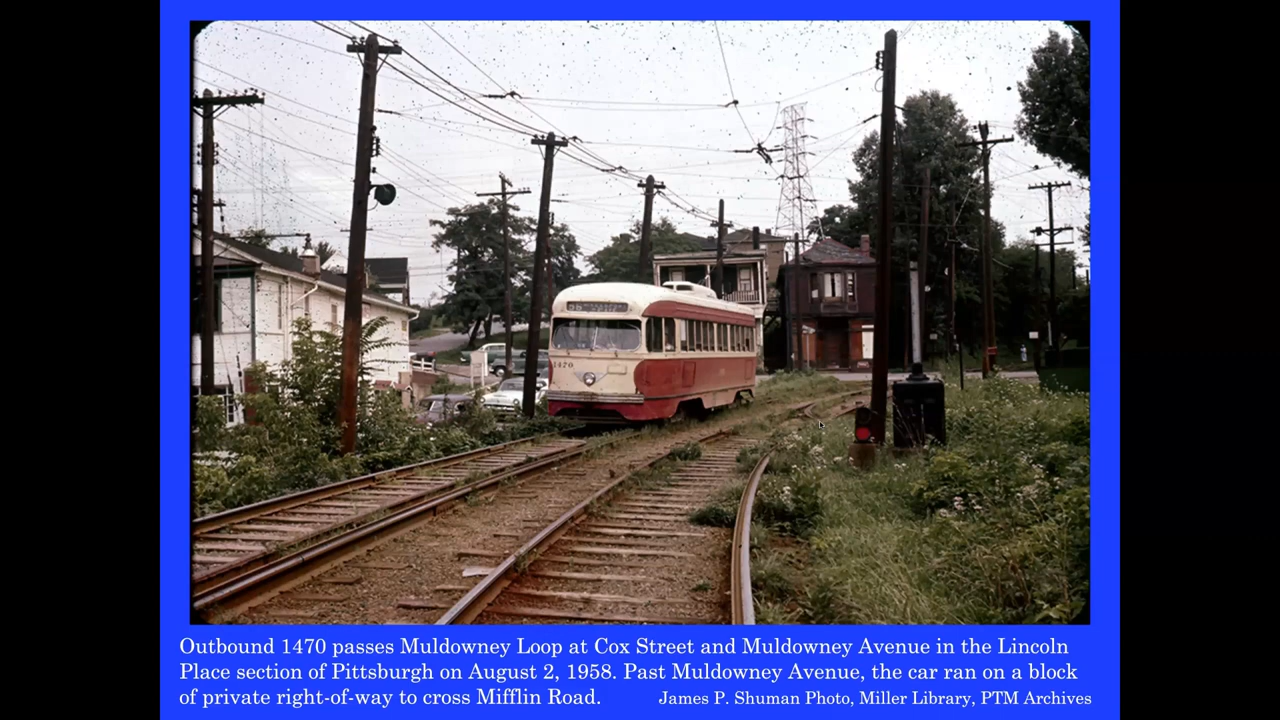 1470
Outbound 1470 passes Muldowney Loop at Cox Street and Muldowney Avenue in the Lincoln
Place section of Pittsburgh on August 2, 1958. Past Muldowney Avenue, the car ran on a block
of private right-of-way to cross Mifflin Road.
James P. Shuman Photo, Miller Library, PTM Archives